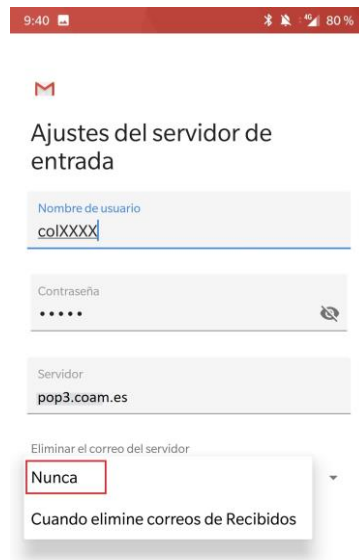 9:40 4G 80 %
Ajustes del servidor de
entrada
Nombre de usuario
colXXXX
Contraseña
•••••
Servidor
pop3.coam.es
Eliminar el correo del servidor
Nunca
Cuando elimine correos de Recibidos